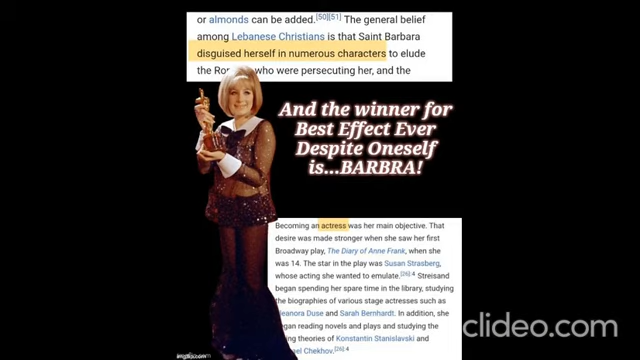 or almonds can be added.[50][51] The general belief
among Lebanese Christians is that Saint Barbara
disguised herself in numerous characters to elude
the who were persecuting her, and the
And the winner for
Best Effect Ever
Despite Oneself
is...BARBRA!
Becoming an actress was her main objective. That
desire was made stronger when she saw her first
Broadway play, The Diary of Anne Frank, when she
was 14. The star in the play was Susan Strasberg,
whose acting she wanted to emulate.[26]:4 Streisand
began spending her spare time in the library, studying
the biographies of various stage actresses such as
Eleanora Duse and Sarah Bernhardt. In addition, she
began reading novels and plays and studying the
acting theories of Konstantin Stanislavski and
Chekhov.[26]:4
imgflip.com
clideo.com